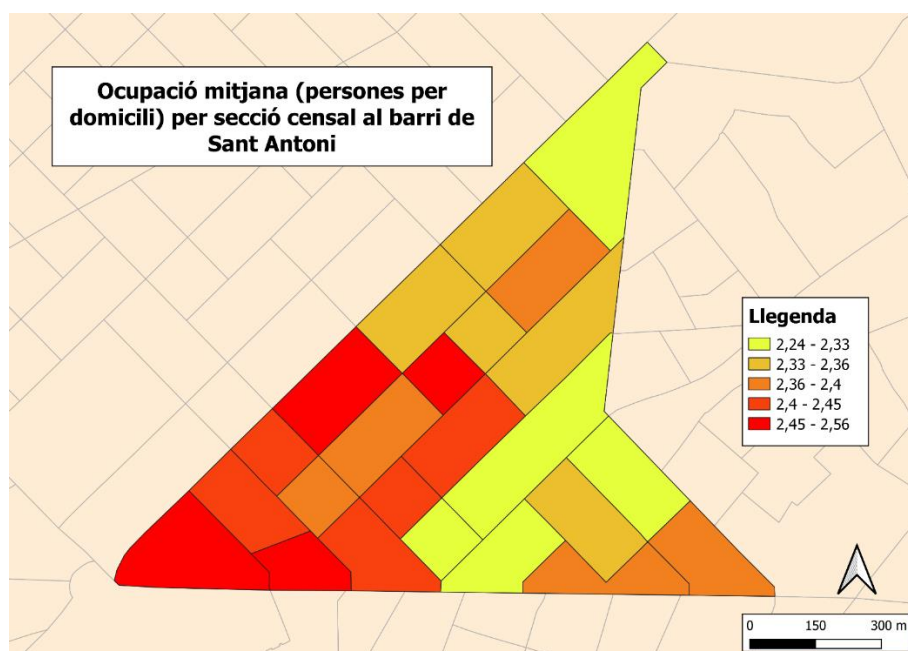 Ocupació mitjana (persones per
domicili) per secció censal al barri de
Sant Antoni
Llegenda
2,24 - 2,33
2,33 - 2,36
2,36 - 2,4
2,4 - 2,45
2,45 - 2,56
0 150 300 m